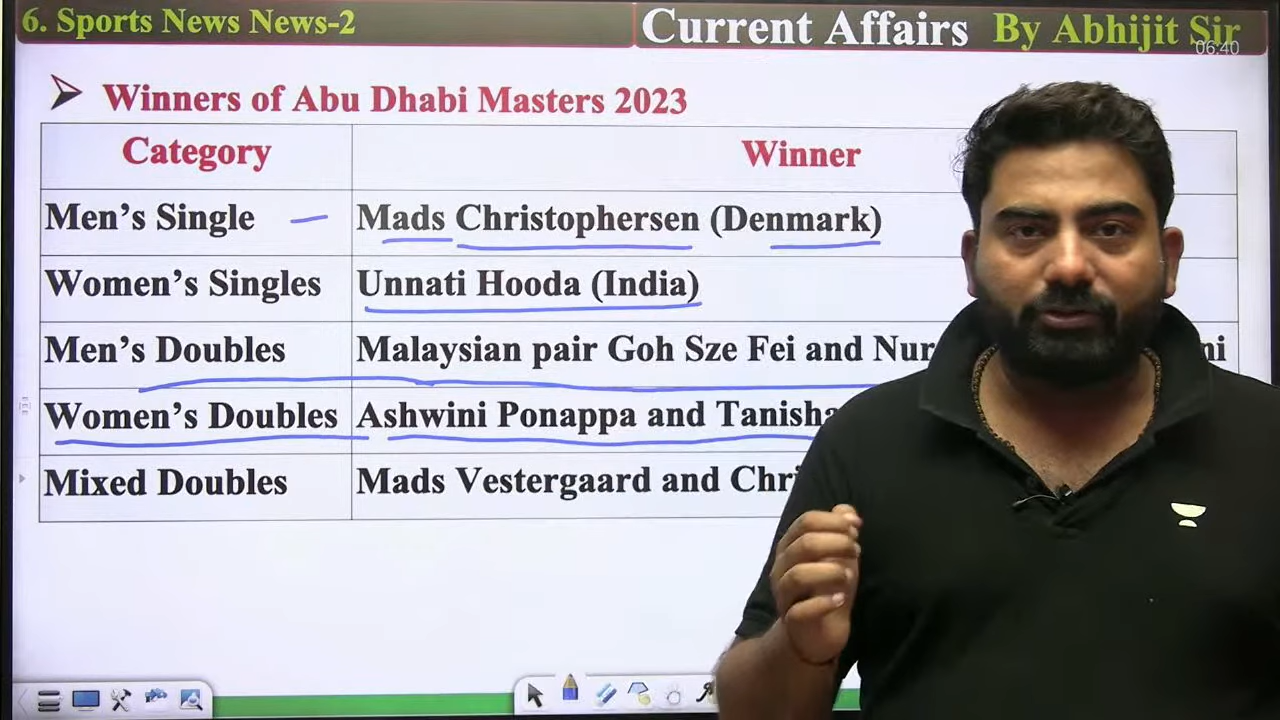 6. Sports News News-2
Current Affairs By Abhijit Sir
06:40
Winners of Abu Dhabi Masters 2023
Category Winner
Men's Single Mads Christophersen (Denmark)
Women's Singles Unnati Hooda (India)
Men's Doubles Malaysian pair Goh Sze Fei and
Women's Doubles Ashwini Ponappa and Tanisha
Mixed Doubles Mads Vestergaard and